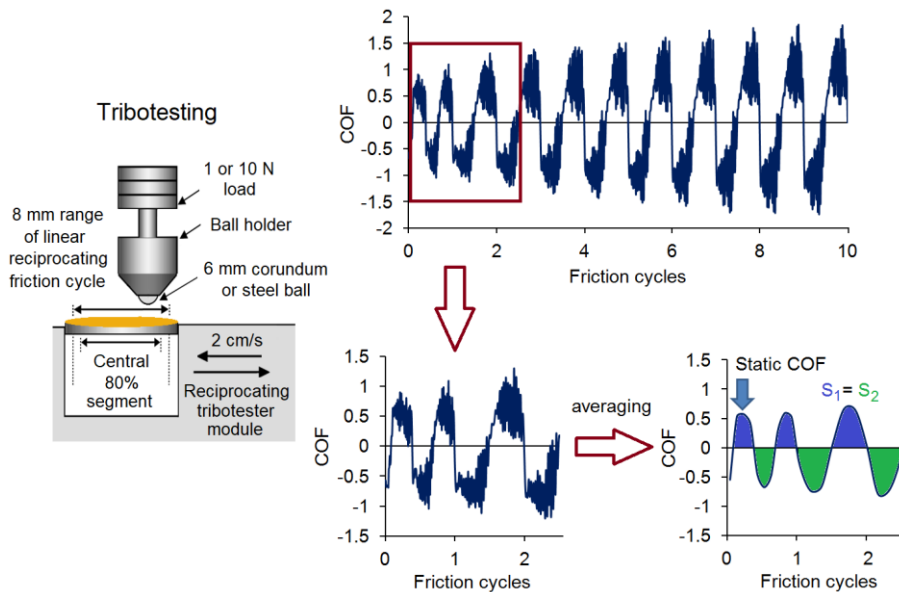 Tribotesting
1 or 10 N
load
Ball holder
6 mm corundum
or steel ball
8 mm range
of linear
reciprocating
friction cycle
2 cm/s
Central
80%
segment
Reciprocating
tribotester
module
COF
2
1.5
1
0.5
0
-0.5
-1
-1.5
-2
0 2 4 6 8 10
Friction cycles
COF
1.5
1
0.5
0
-0.5
-1
-1.5
0 1 2
Friction cycles
averaging
COF
1.5
1
0.5
0
-0.5
-1
-1.5
Static COF
S1= S2
0 1 2
Friction cycles